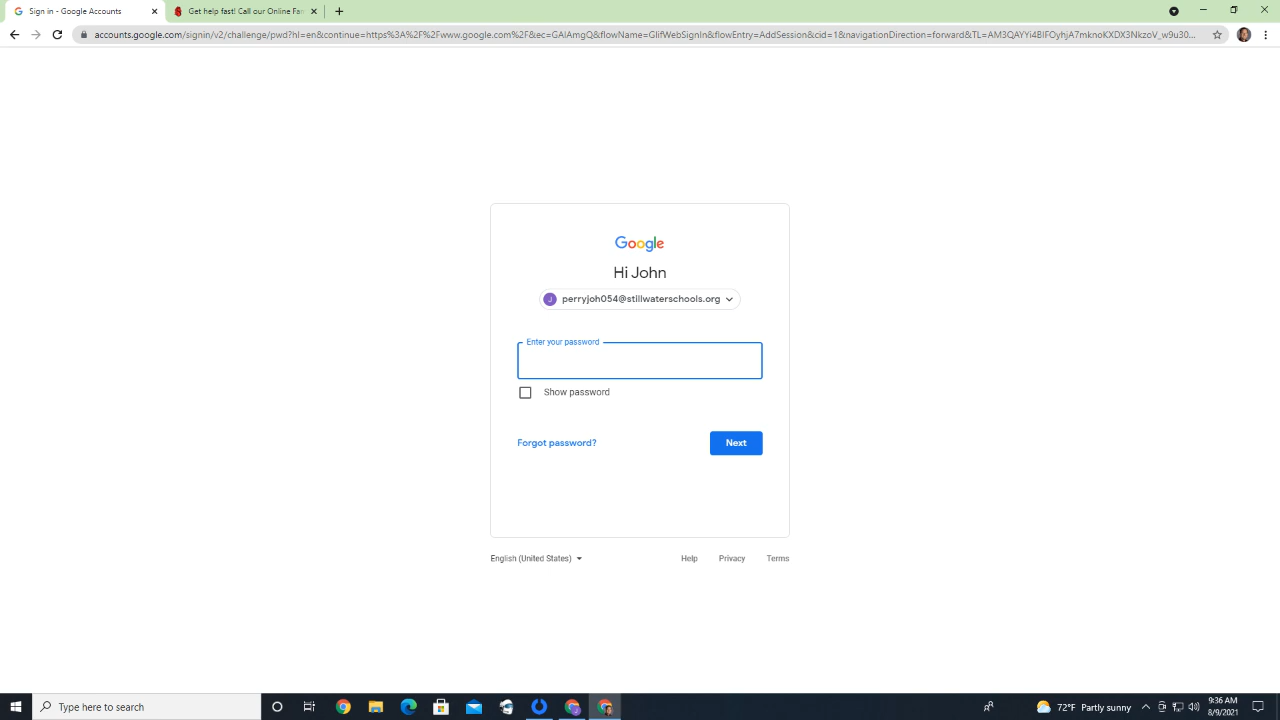 Sign in - Google Accounts
Get help fast! Call our Online Fa
accounts.google.com/signin/v2/challenge/pwd?hl=en&continue=https%3A%2F%2Fwww.google.com%2F&ec=GAlAmgQ&flowName=GlifWebSignIn&flowEntry=AddSession&cid=1&navigationDirection=forward&TL=AM3QAYYi4BIFOyhjA7mknoKXDX3NkzoV_w9u30...
Google
Hi John
J perryjoh054@stillwaterschools.org
Enter your password
Show password
Forgot password?
Next
English (United States)
Help Privacy Terms
Type here to search
72°F Partly sunny
9:36 AM
8/9/2021